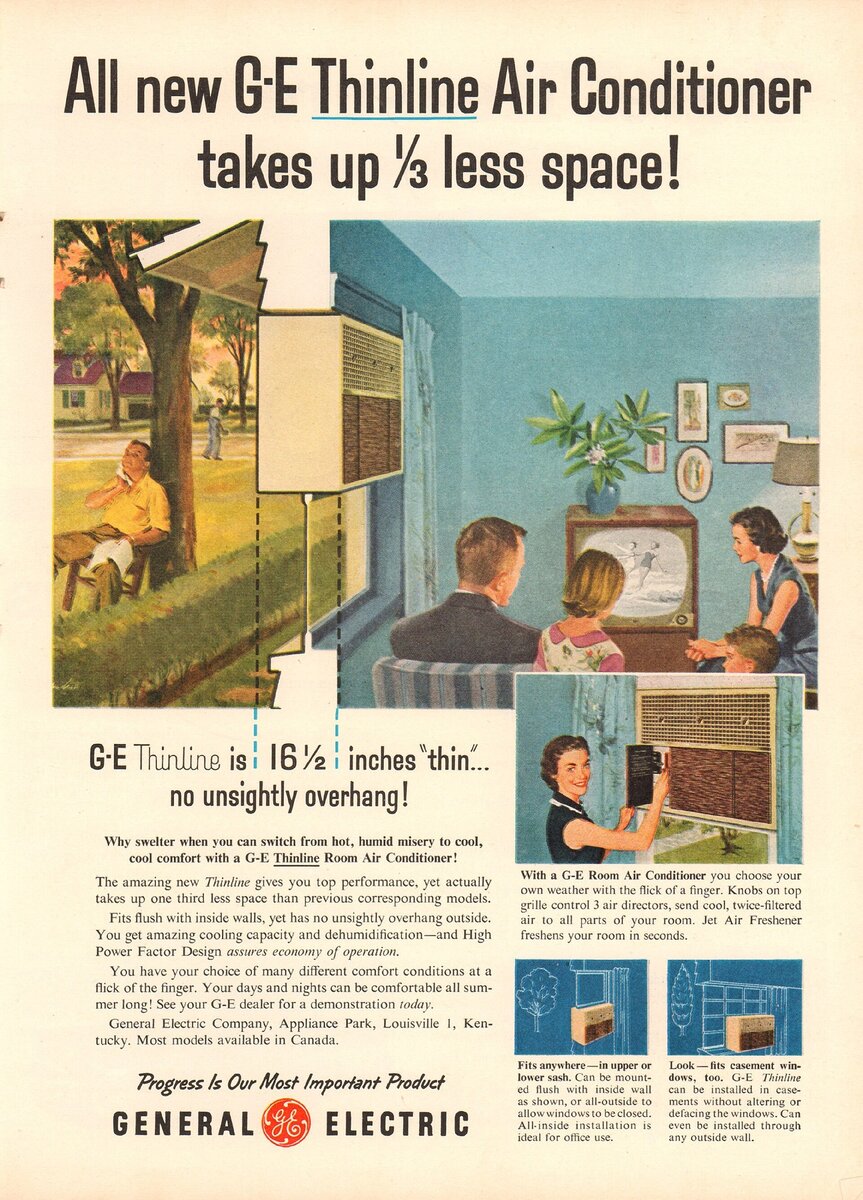 All new G-E Thinline Air Conditioner
takes up 1/3 less space!
G-E Thinline is 16 1/2 inches "thin"...
no unsightly overhang!
Why swelter when you can switch from hot, humid misery to cool,
cool comfort with a G-E Thinline Room Air Conditioner!
The amazing new Thinline gives you top performance, yet actually
takes up one third less space than previous corresponding models.
Fits flush with inside walls, yet has no unsightly overhang outside.
You get amazing cooling capacity and dehumidification—and High
Power Factor Design assures economy of operation.
You have your choice of many different comfort conditions at a
flick of the finger. Your days and nights can be comfortable all sum-
mer long! See your G-E dealer for a demonstration today.
General Electric Company, Appliance Park, Louisville 1, Ken-
tucky. Most models available in Canada.
Progress Is Our Most Important Product
GENERAL GE ELECTRIC
With a G-E Room Air Conditioner you choose your
own weather with the flick of a finger. Knobs on top
grille control 3 air directors, send cool, twice-filtered
air to all parts of your room. Jet Air Freshener
freshens your room in seconds.
Fits anywhere—in upper or
lower sash. Can be mount-
ed flush with inside wall
as shown, or all-outside to
allow windows to be closed.
All-inside installation is
ideal for office use.
Look—fits casement win-
dows, too. G-E Thinline
can be installed in case-
ments without altering or
defacing the windows. Can
even be installed through
any outside wall.